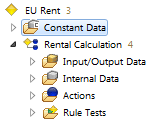 EU Rent 3
Constant Data
Rental Calculation 4
Input/Output Data
Internal Data
Actions
Rule Tests